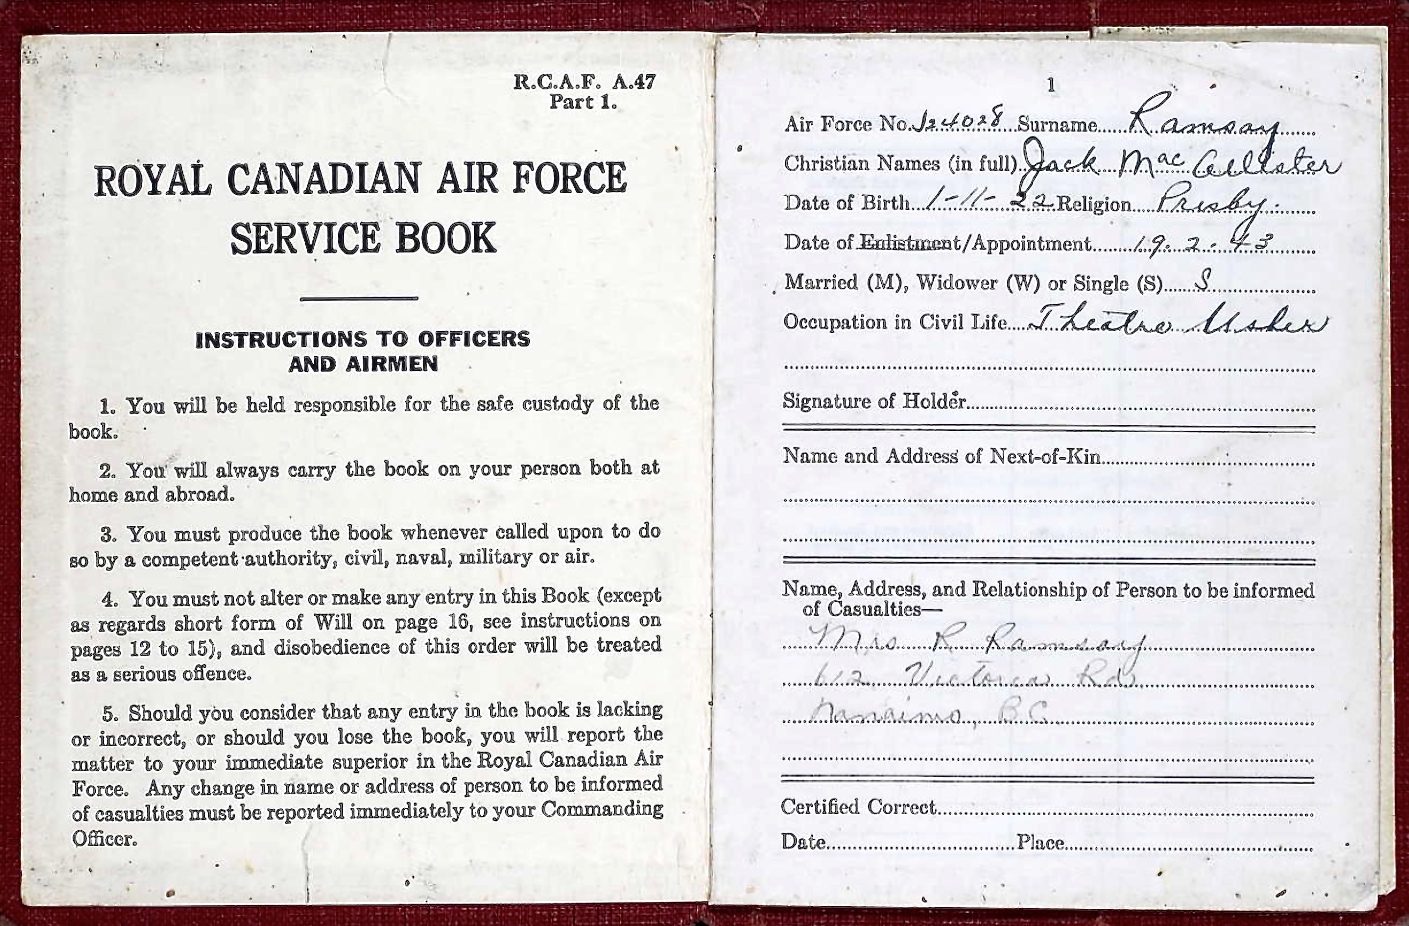 R.C.A.F. A.47
Part 1.
ROYAL CANADIAN AIR FORCE
SERVICE BOOK
INSTRUCTIONS TO OFFICERS
AND AIRMEN
1. You will be held responsible for the safe custody of the
book.
2. You will always carry the book on your person both at
home and abroad.
3. You must produce the book whenever called upon to do
so by a competent authority, civil, naval, military or air.
4. You must not alter or make any entry in this Book (except
as regards short form of Will on page 16, see instructions on
pages 12 to 15), and disobedience of this order will be treated
as a serious offence.
5. Should you consider that any entry in the book is lacking
or incorrect, or should you lose the book, you will report the
matter to your immediate superior in the Royal Canadian Air
Force. Any change in name or address of person to be informed
of casualties must be reported immediately to your Commanding
Officer.
1
Air Force No. J24028 Surname Ramsay
Christian Names (in full) Jack MacAllister
Date of Birth 1-11-22 Religion Presby.
Date of Enlistment/Appointment 19.2.43
Married (M), Widower (W) or Single (S) S
Occupation in Civil Life Theatre Usher
Signature of Holder
Name and Address of Next-of-Kin
Name, Address, and Relationship of Person to be informed
of Casualties—
Mrs R Ramsay
612 Victoria Rd
Nanaimo, B.C.
Certified Correct
Date Place